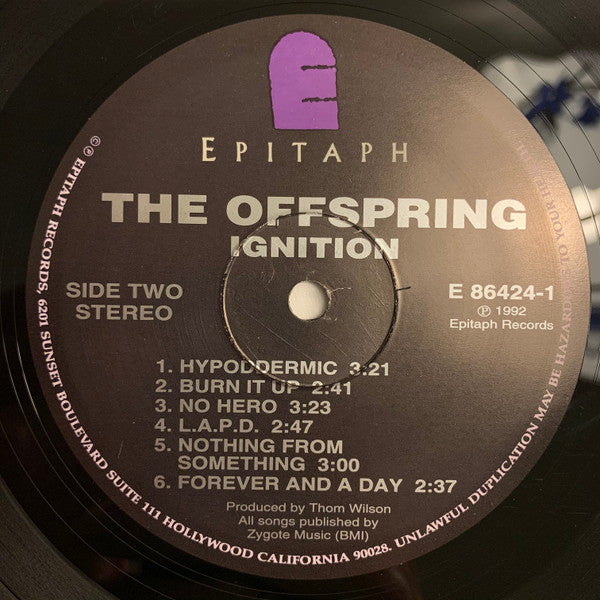 E
EPITAPH
THE OFFSPRING
IGNITION
SIDE TWO
STEREO
E 86424-1
℗ 1992
Epitaph Records
1. HYPODDERMIC 3:21
2. BURN IT UP 2:41
3. NO HERO 3:23
4. L.A.P.D. 2:47
5. NOTHING FROM
SOMETHING 3:00
6. FOREVER AND A DAY 2:37
Produced by Thom Wilson
All songs published by
Zygote Music (BMI)
©℗ EPITAPH RECORDS, 6201 SUNSET BOULEVARD SUITE 111 HOLLYWOOD CALIFORNIA 90028. UNLAWFUL DUPLICATION MAY BE HAZARDOUS TO YOUR